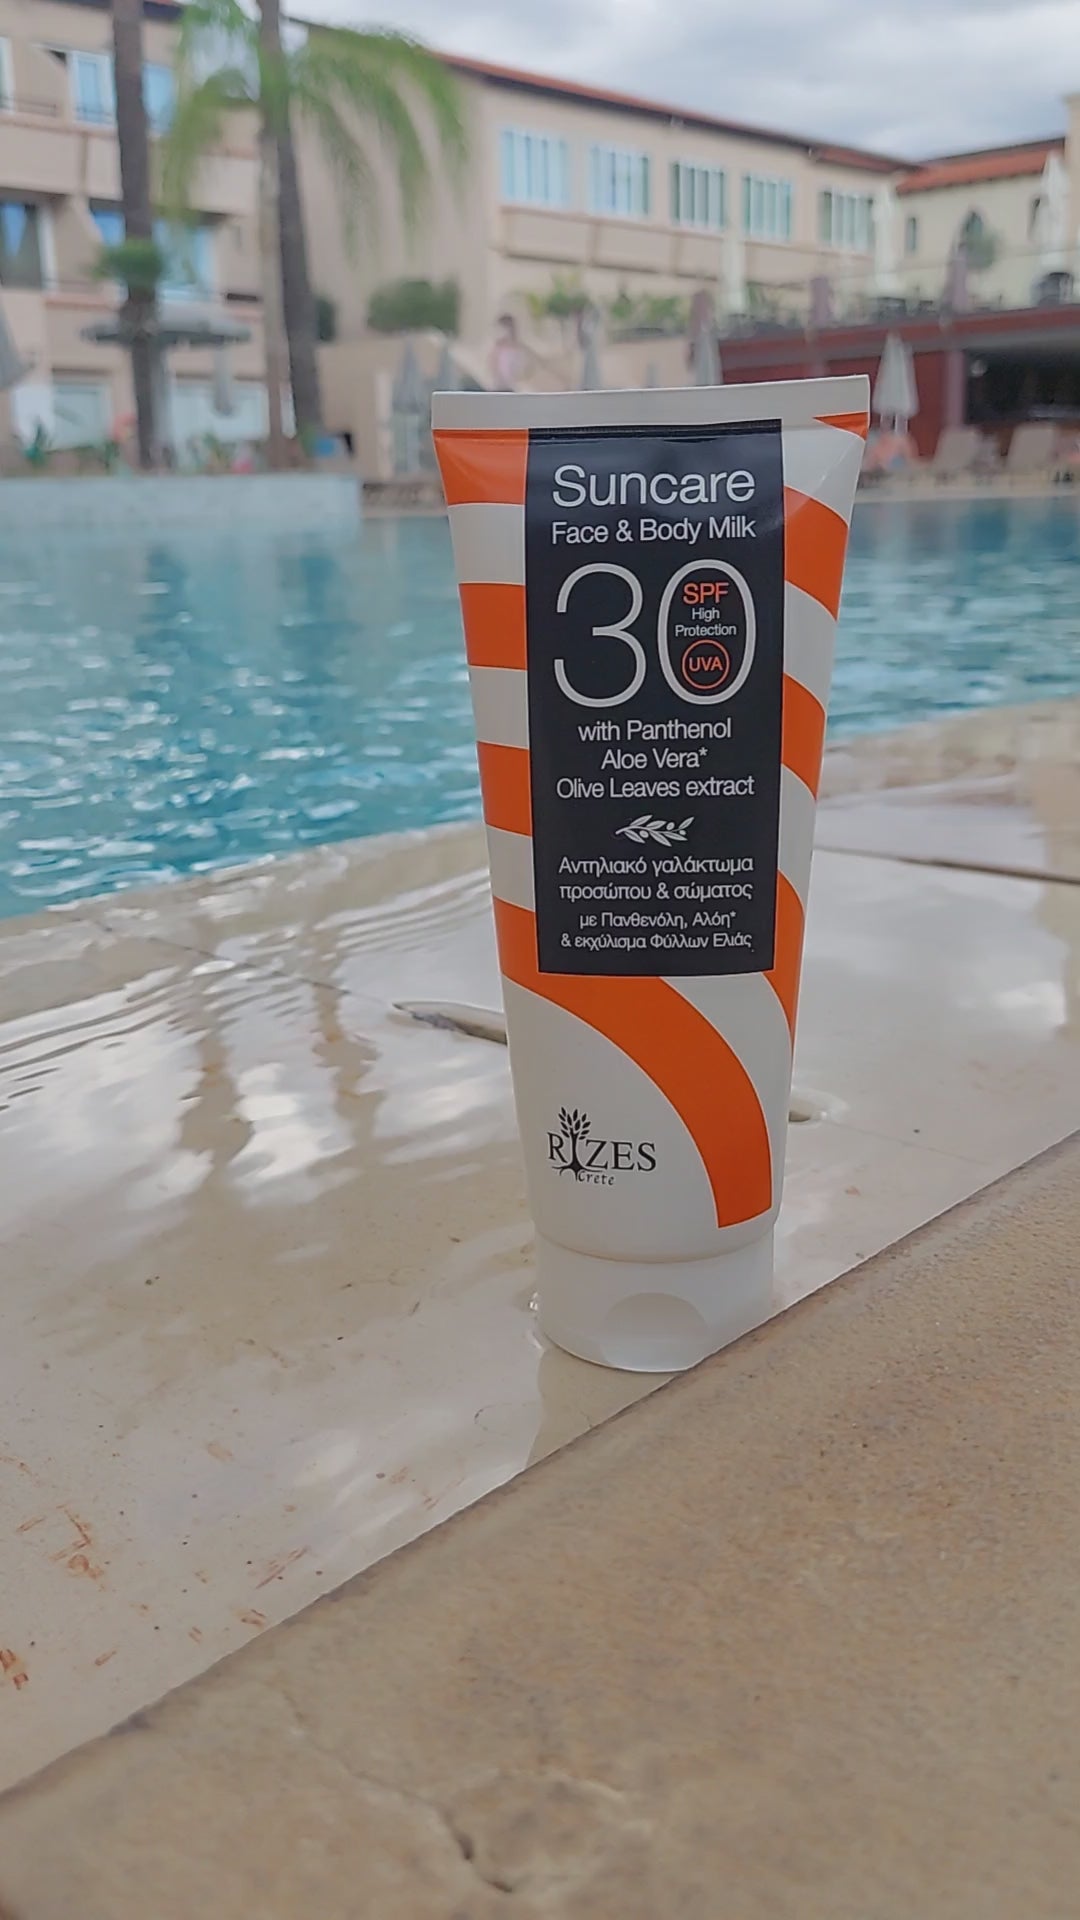 Suncare
Face & Body Milk
30
SPF
High
Protection
UVA
with Panthenol
Aloe Vera*
Olive Leaves extract
Αντηλιακό γαλάκτωμα
προσώπου & σώματος
με Πανθενόλη, Αλόη*
& εκχύλισμα Φύλλων Ελιάς
RIZES
Crete